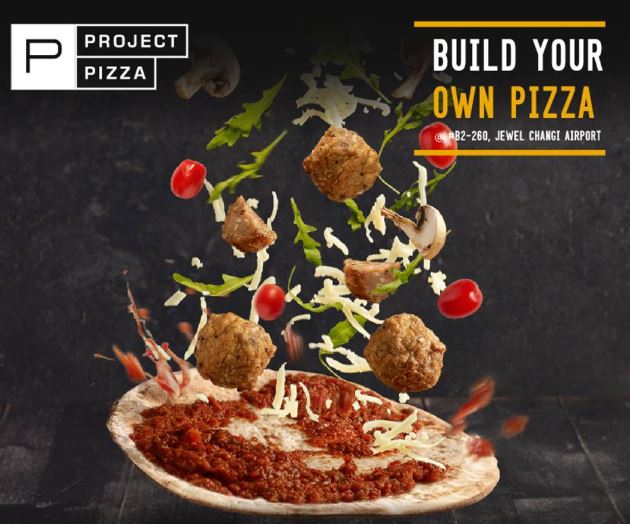 P
PROJECT
PIZZA
BUILD YOUR
OWN PIZZA
@ #B2-260, JEWEL CHANGI AIRPORT